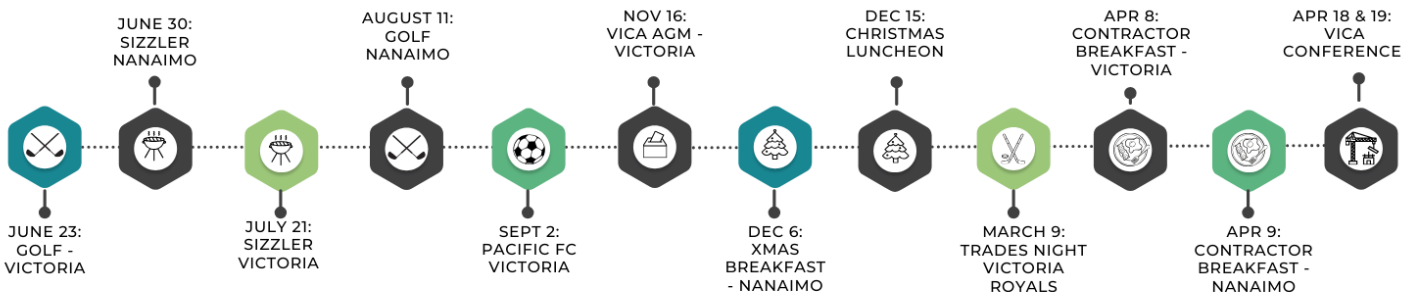 JUNE 23:
GOLF -
VICTORIA
JUNE 30:
SIZZLER
NANAIMO
JULY 21:
SIZZLER
VICTORIA
AUGUST 11:
GOLF
NANAIMO
SEPT 2:
PACIFIC FC
VICTORIA
NOV 16:
VICA AGM -
VICTORIA
DEC 6:
XMAS
BREAKFAST
- NANAIMO
DEC 15:
CHRISTMAS
LUNCHEON
MARCH 9:
TRADES NIGHT
VICTORIA
ROYALS
APR 8:
CONTRACTOR
BREAKFAST -
VICTORIA
APR 9:
CONTRACTOR
BREAKFAST -
NANAIMO
APR 18 & 19:
VICA
CONFERENCE